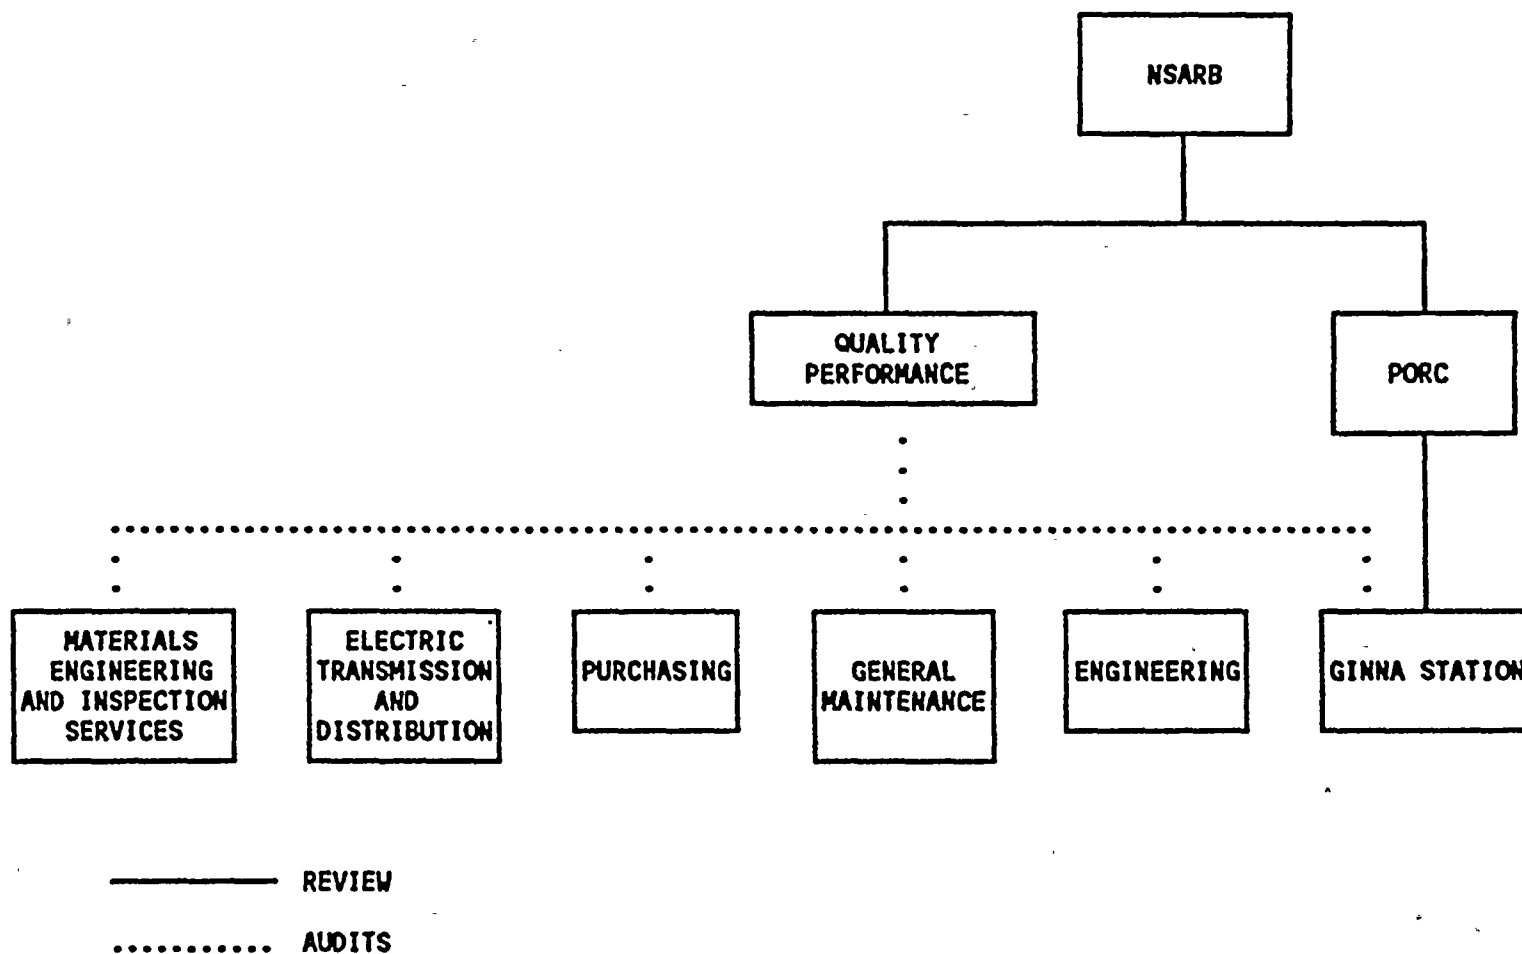 NSARB
QUALITY
PERFORMANCE
PORC
MATERIALS
ENGINEERING
AND INSPECTION
SERVICES
ELECTRIC
TRANSMISSION
AND
DISTRIBUTION
PURCHASING
GENERAL
MAINTENANCE
ENGINEERING
GINNA STATION
REVIEW
AUDITS